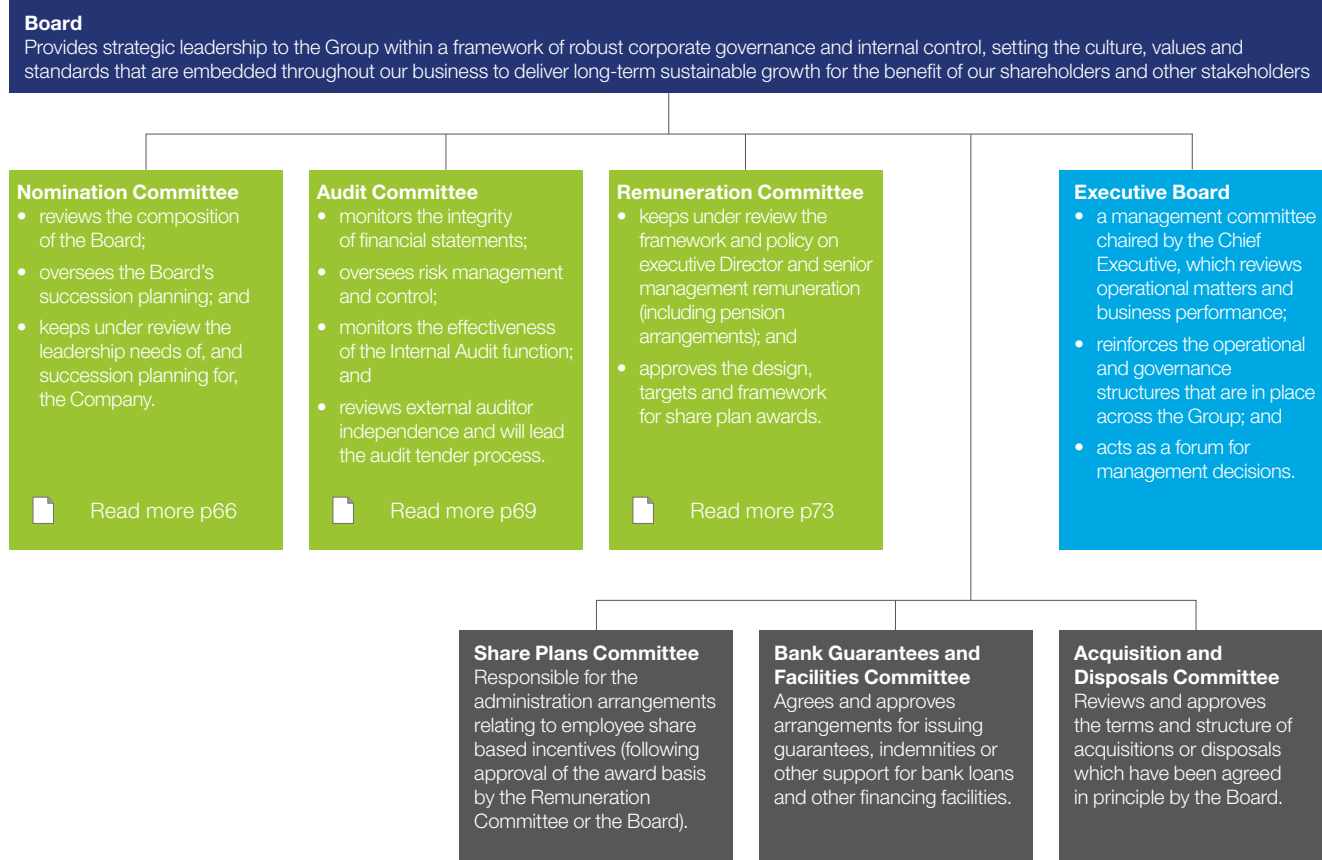 Board
Provides strategic leadership to the Group within a framework of robust corporate governance and internal control, setting the culture, values and
standards that are embedded throughout our business to deliver long-term sustainable growth for the benefit of our shareholders and other stakeholders
Nomination Committee
• reviews the composition
of the Board;
• oversees the Board's
succession planning; and
• keeps under review the
leadership needs of, and
succession planning for,
the Company.
Read more p66
Audit Committee
• monitors the integrity
of financial statements;
• oversees risk management
and control;
• monitors the effectiveness
of the Internal Audit function;
and
• reviews external auditor
independence and will lead
the audit tender process.
Read more p69
Remuneration Committee
• keeps under review the
framework and policy on
executive Director and senior
management remuneration
(including pension
arrangements); and
• approves the design,
targets and framework
for share plan awards.
Read more p73
Executive Board
• a management committee
chaired by the Chief
Executive, which reviews
operational matters and
business performance;
• reinforces the operational
and governance
structures that are in place
across the Group; and
• acts as a forum for
management decisions.
Share Plans Committee
Responsible for the
administration arrangements
relating to employee share
based incentives (following
approval of the award basis
by the Remuneration
Committee or the Board).
Bank Guarantees and
Facilities Committee
Agrees and approves
arrangements for issuing
guarantees, indemnities or
other support for bank loans
and other financing facilities.
Acquisition and
Disposals Committee
Reviews and approves
the terms and structure of
acquisitions or disposals
which have been agreed
in principle by the Board.